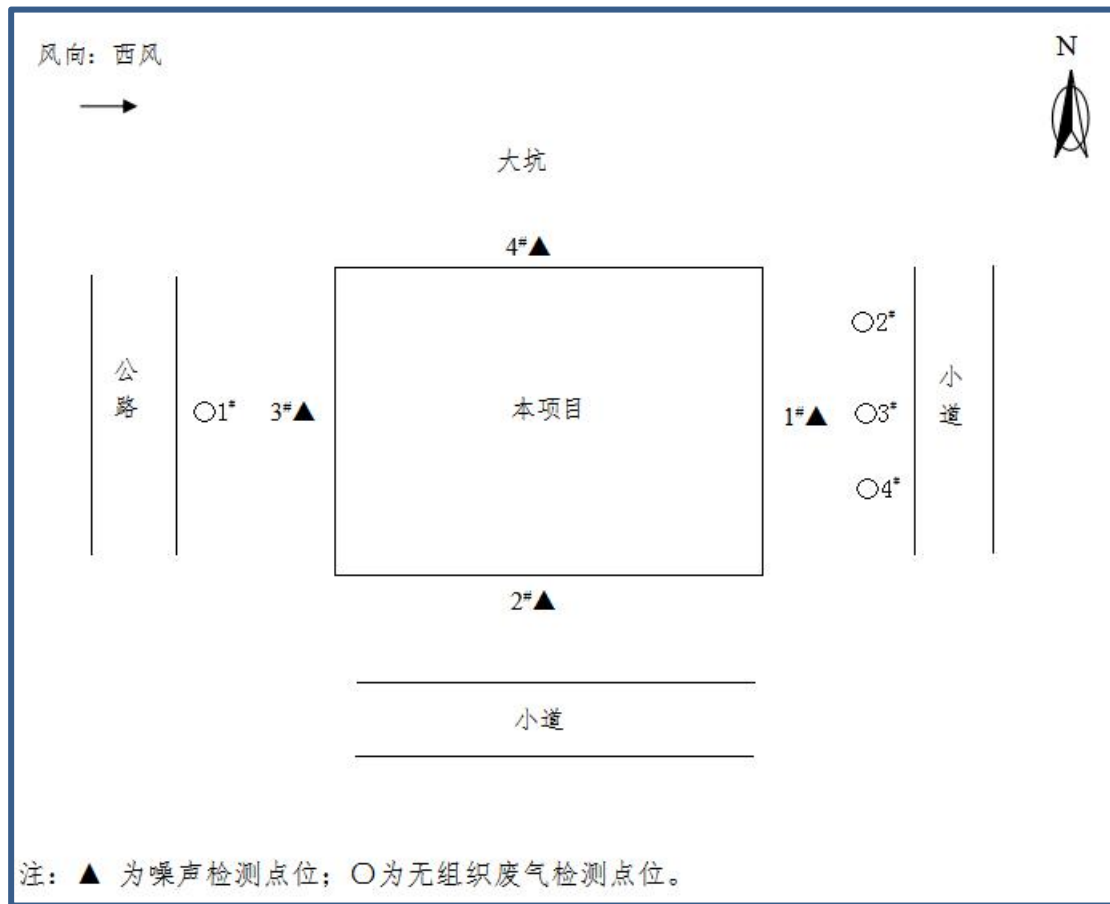 风向：西风
N
大坑
4#▲
○2#
公路
○1#
3#▲
本项目
1#▲
○3#
小道
○4#
2#▲
小道
注：▲ 为噪声检测点位；○为无组织废气检测点位。